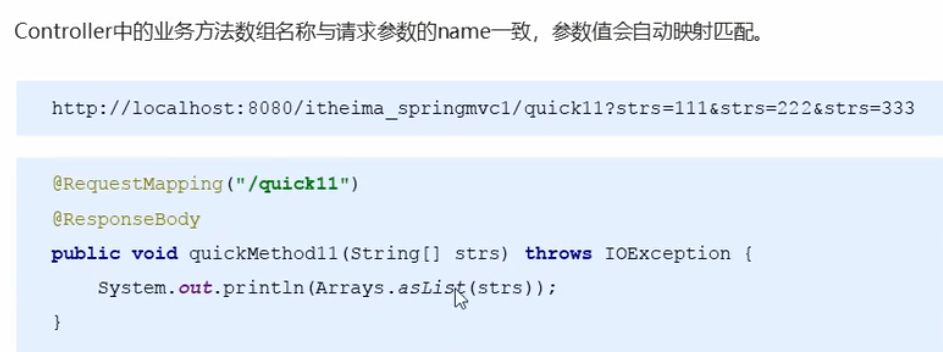 Controller中的业务方法数组名称与请求参数的name一致，参数值会自动映射匹配。
http://localhost:8080/itheima_springmvc1/quick11?strs=111&strs=222&strs=333
@RequestMapping("/quick11")
@ResponseBody
public void quickMethod11(String[] strs) throws IOException {
    System.out.println(Arrays.asList(strs));
}